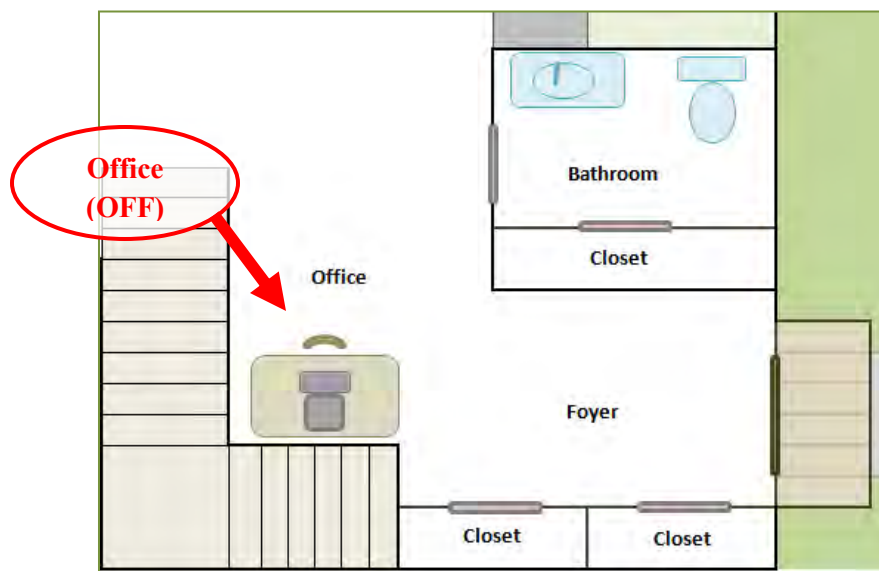 Office
(OFF)
Bathroom
Closet
Office
Foyer
Closet
Closet